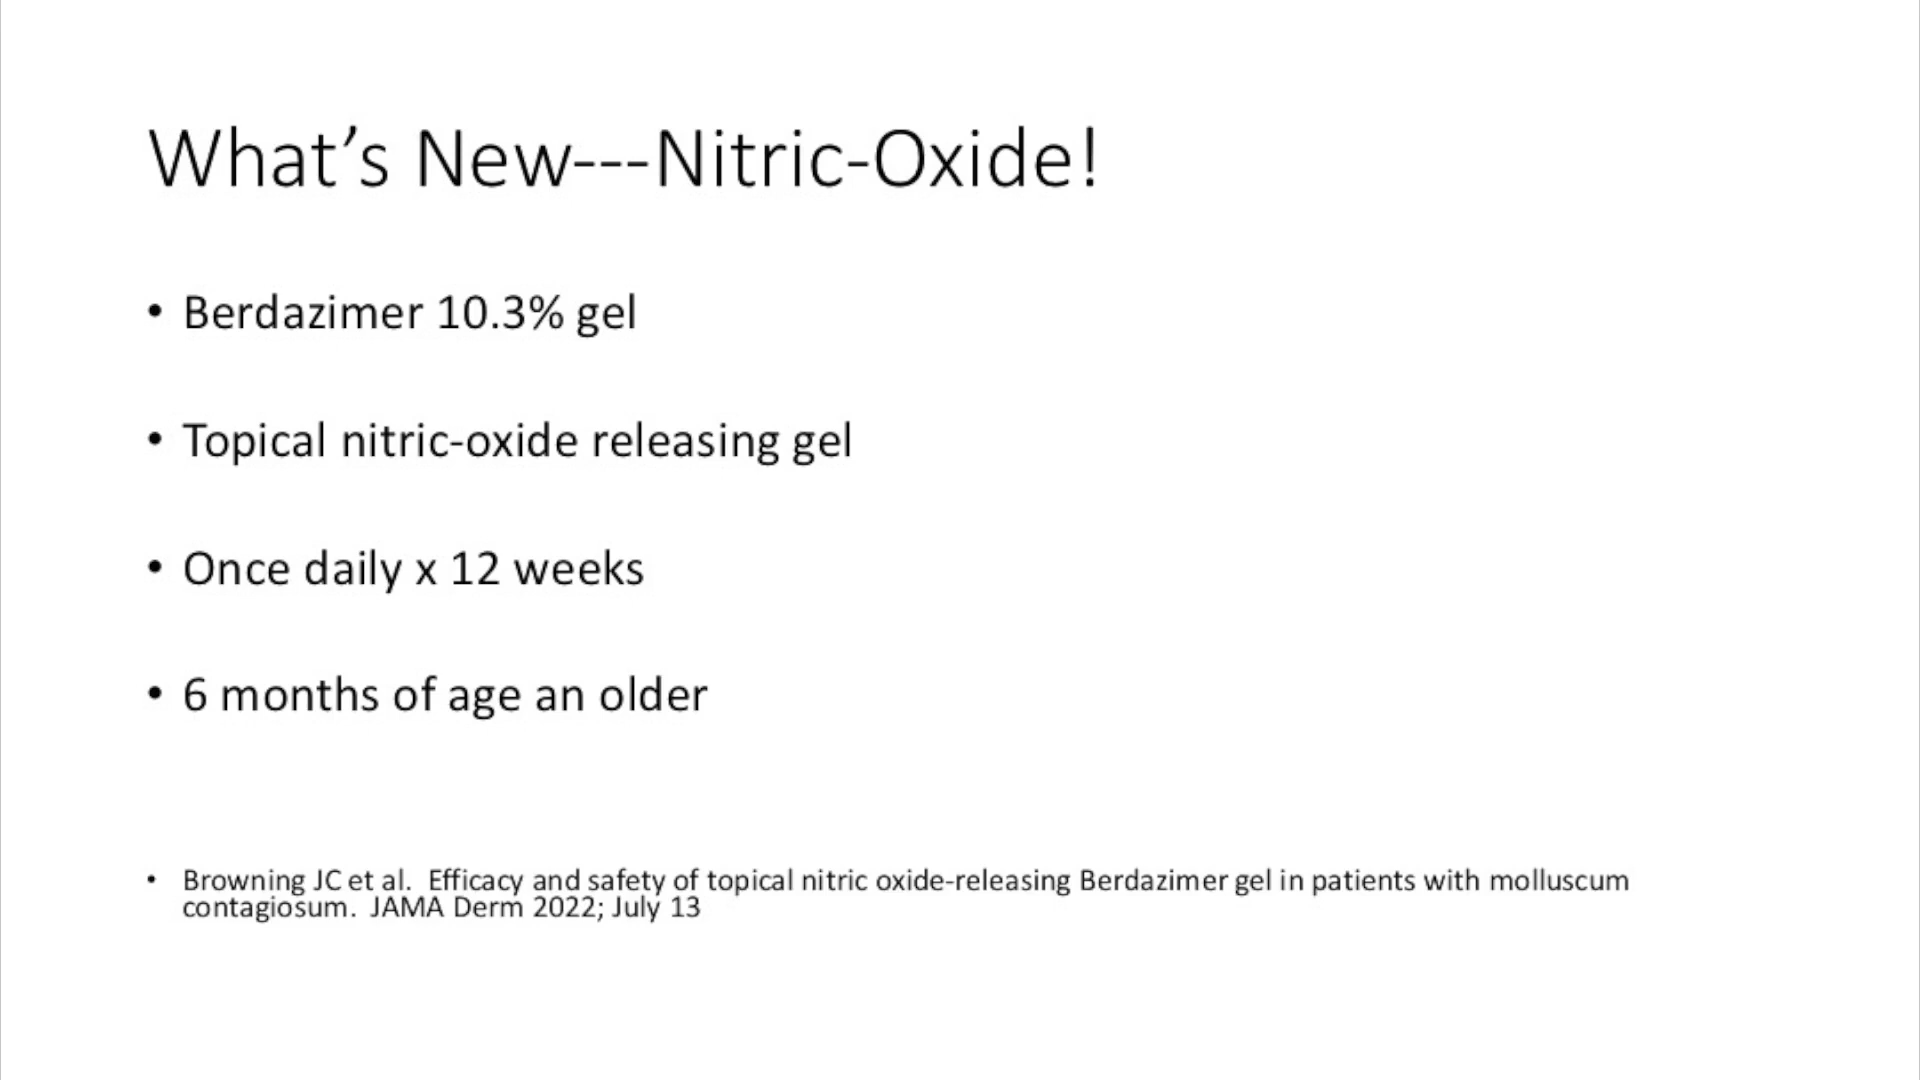 What’s New---Nitric-Oxide!
• Berdazimer 10.3% gel
• Topical nitric-oxide releasing gel
• Once daily x 12 weeks
• 6 months of age an older
• Browning JC et al.  Efficacy and safety of topical nitric oxide-releasing Berdazimer gel in patients with molluscum
contagiosum.  JAMA Derm 2022; July 13